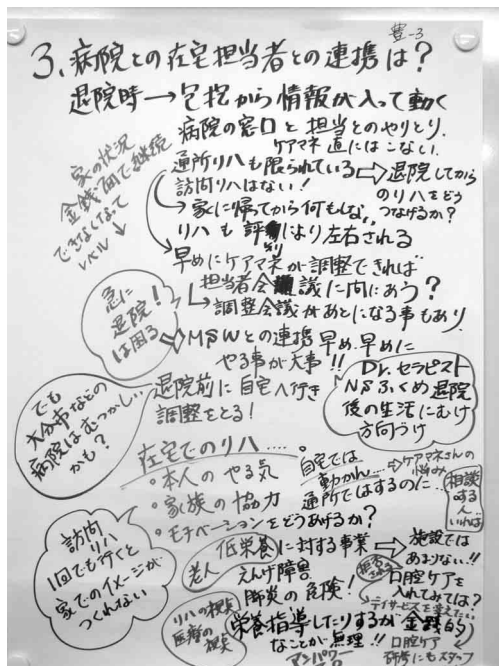 豊-3
3、病院との在宅担当者との連携は?
退院時→包括から情報が入って動く
病院の窓口と担当とのやりとり、
ケアマネ直にはこない。
家の状況
金銭面で継続
できなくなって
レベル↓
通所リハも限られている⇒退院してから
のリハをどう
つなげるか?
訪問リハはない!
→家に帰ってから何もしない、
リハも評判により左右される
早めにケアマネが調整できれば
担当者会議に間にあう?
調整会議があとになる事もあり
急に
退院!
は困る
MSWとの連携早め、早めに
やる事が大事!!
Dr.セラピスト
NSふくめ退院
後の生活にむけ
方向づけ
でも
大分市などの
病院はむつかし…
かも?
退院前に自宅へ行き
調整をとる!
在宅でのリハ……
・本人のやる気
・家族の協力
・モチベーションをどうあげるか?
自宅では
動かん…
通所ではするのに…
⇨ケアマネさんの
悩み
相談
する
人
いれば
訪問
リハ
1回でも行くと
家でのイメージが
つくれない
老人
低栄養に対する事業→施設では
あまりない!!
えんげ障害
肺炎の危険!
口腔ケアを
入れてみては?
デイサービスを変えたい
リハの視点
医療の視点
栄養指導したりするが金銭的
なことが無理!!
マンパワー
口腔ケア
研修にもスタッフ